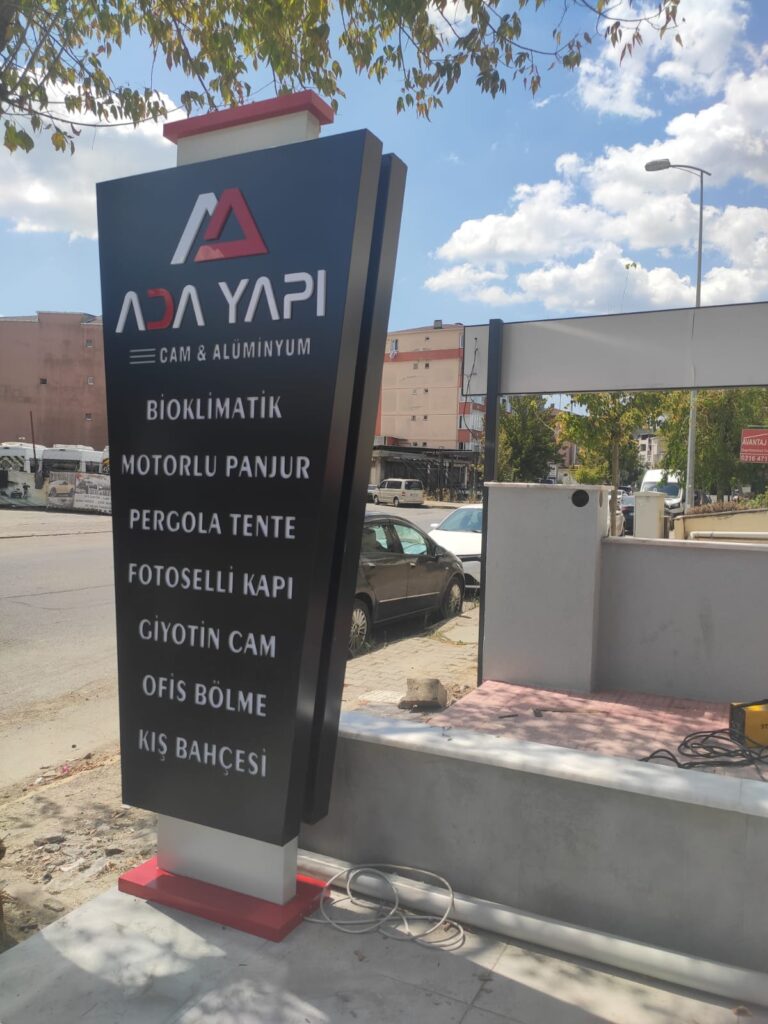 ADA YAPI
CAM & ALÜMİNYUM
BİOKLİMATİK
MOTORLU PANJUR
PERGOLA TENTE
FOTOSELLİ KAPI
GİYOTİN CAM
OFİS BÖLME
KIŞ BAHÇESİ
AVANTAJ